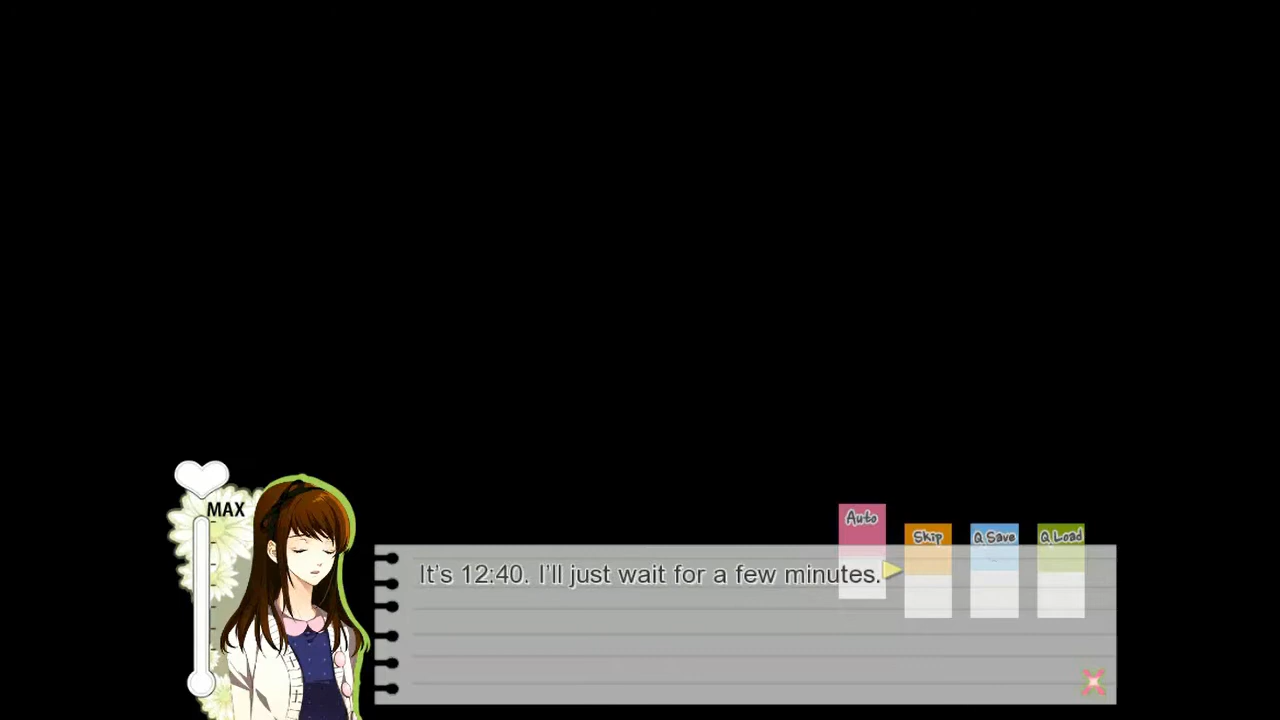 MAX
Auto
Skip
Q Save
Q Load
It's 12:40. I'll just wait for a few minutes.